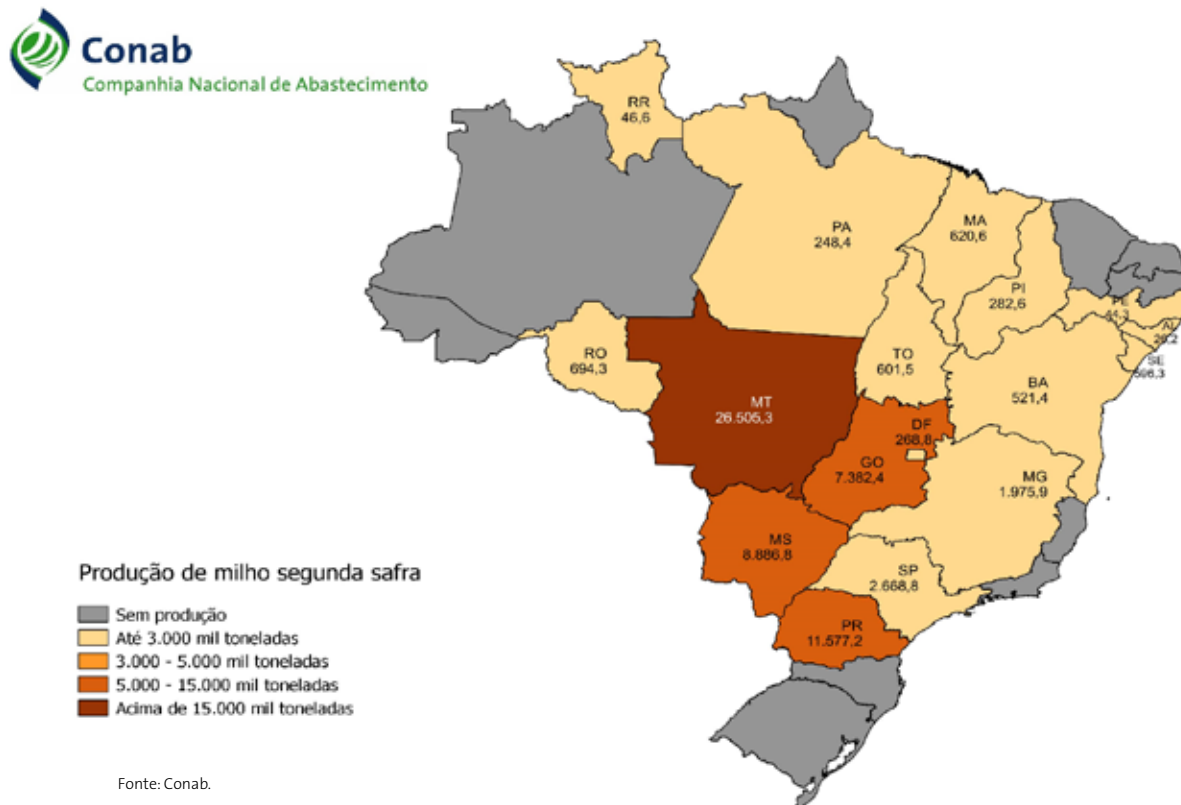 Conab
Companhia Nacional de Abastecimento
RR
46,6
PA
248,4
MA
620,6
PI
282,6
PE
AL
SE
RO
694,3
TO
601,5
BA
521,4
MT
26.505,3
DF
268,8
GO
7.382,4
MG
1.975,9
MS
8.886,8
SP
2.668,8
PR
11.577,2
Produção de milho segunda safra
Sem produção
Até 3.000 mil toneladas
3.000 - 5.000 mil toneladas
5.000 - 15.000 mil toneladas
Acima de 15.000 mil toneladas
Fonte: Conab.